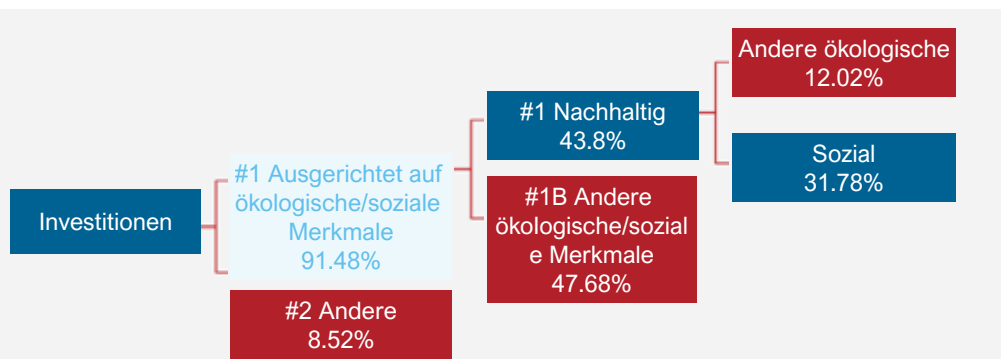 Investitionen
#1 Ausgerichtet auf
ökologische/soziale
Merkmale
91.48%
#2 Andere
8.52%
#1 Nachhaltig
43.8%
#1B Andere
ökologische/sozial
e Merkmale
47.68%
Andere ökologische
12.02%
Sozial
31.78%